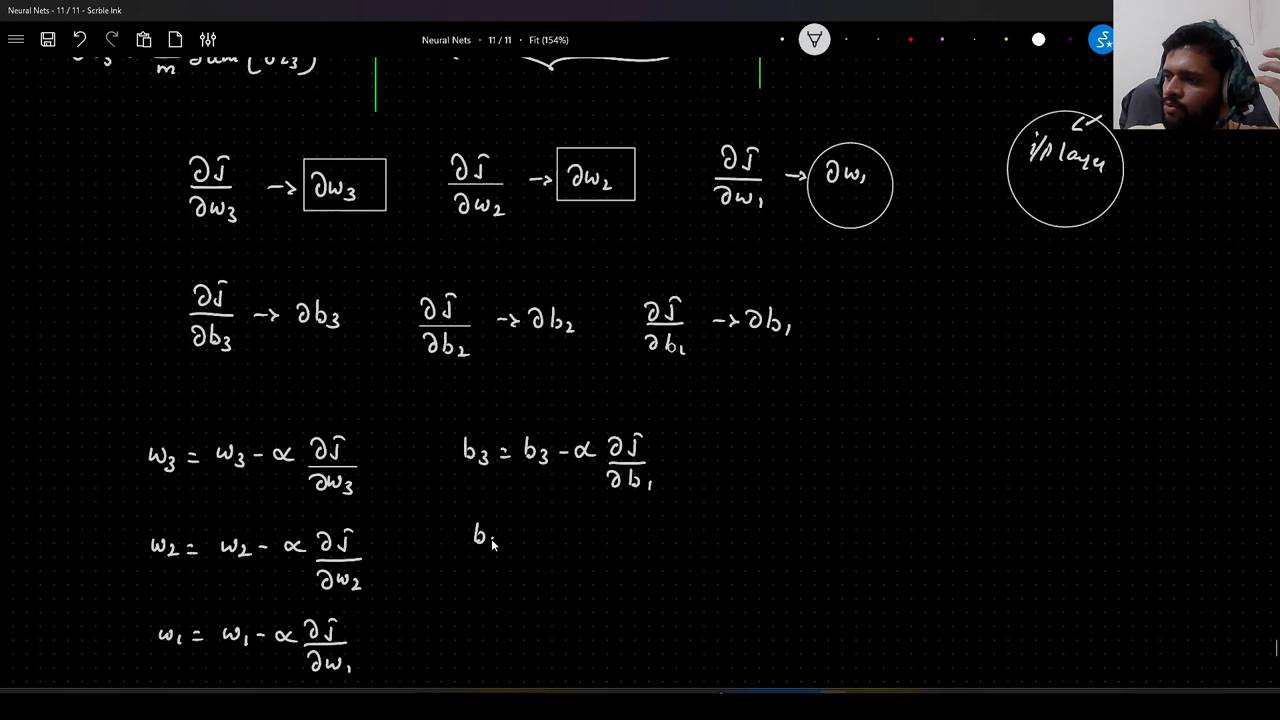 Neural Nets - 11 / 11 - Scrble Ink
Neural Nets • 11 / 11 • Fit (154%)
m
∂J/∂w₃ → ∂w₃ ∂J/∂w₂ → ∂w₂ ∂J/∂w₁ → ∂w₁ i/p layer
∂J/∂b₃ → ∂b₃ ∂J/∂b₂ → ∂b₂ ∂J/∂b₁ → ∂b₁
w₃ = w₃ - α ∂J/∂w₃ b₃ = b₃ - α ∂J/∂b₁
w₂ = w₂ - α ∂J/∂w₂ b
w₁ = w₁ - α ∂J/∂w₁